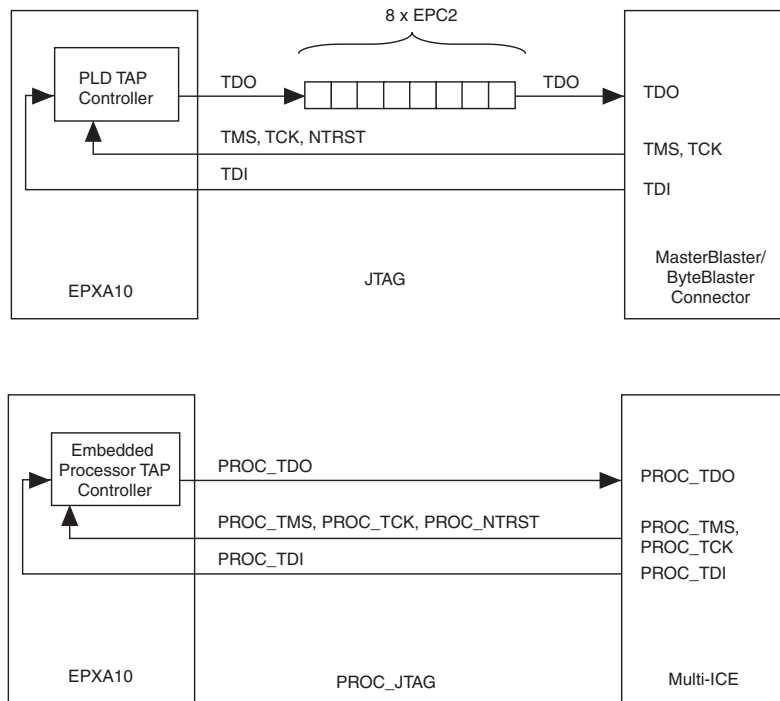 8 x EPC2
PLD TAP
Controller
TDO
TDO
TDO
TMS, TCK, NTRST
TMS, TCK
TDI
TDI
EPXA10
JTAG
MasterBlaster/
ByteBlaster
Connector
Embedded
Processor TAP
Controller
PROC_TDO
PROC_TDO
PROC_TMS, PROC_TCK, PROC_NTRST
PROC_TMS,
PROC_TCK
PROC_TDI
PROC_TDI
EPXA10
PROC_JTAG
Multi-ICE